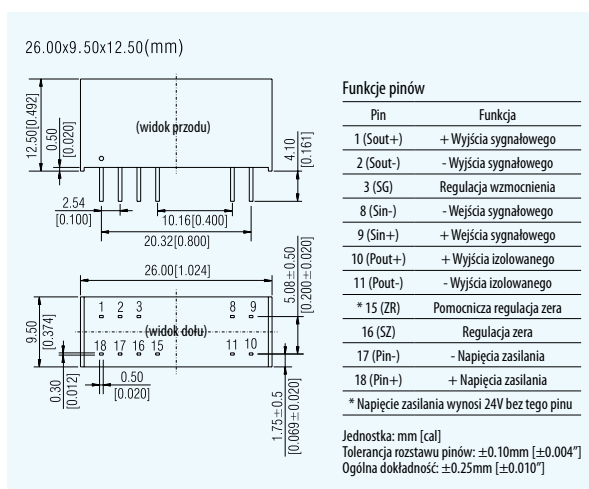 26.00x9.50x12.50(mm)
(widok przodu)
12.50[0.492]
0.50
[0.020]
4.10
[0.161]
2.54
[0.100]
10.16[0.400]
20.32[0.800]
26.00[1.024]
5.08±0.50
[0.200±0.020]
9.50
[0.374]
1 2 3 8 9
(widok dołu)
18 17 16 15 11 10
0.30
[0.012]
0.50
[0.020]
1.75±0.5
[0.069±0.020]
Funkcje pinów
Pin Funkcja
1 (Sout+) + Wyjścia sygnałowego
2 (Sout-) - Wyjścia sygnałowego
3 (SG) Regulacja wzmocnienia
8 (Sin-) - Wejścia sygnałowego
9 (Sin+) + Wejścia sygnałowego
10 (Pout+) + Wyjścia izolowanego
11 (Pout-) - Wyjścia izolowanego
* 15 (ZR) Pomocnicza regulacja zera
16 (SZ) Regulacja zera
17 (Pin-) - Napięcia zasilania
18 (Pin+) + Napięcia zasilania
* Napięcie zasilania wynosi 24V bez tego pinu
Jednostka: mm [cal]
Tolerancja rozstawu pinów: ±0.10mm [±0.004″]
Ogólna dokładność: ±0.25mm [±0.010″]